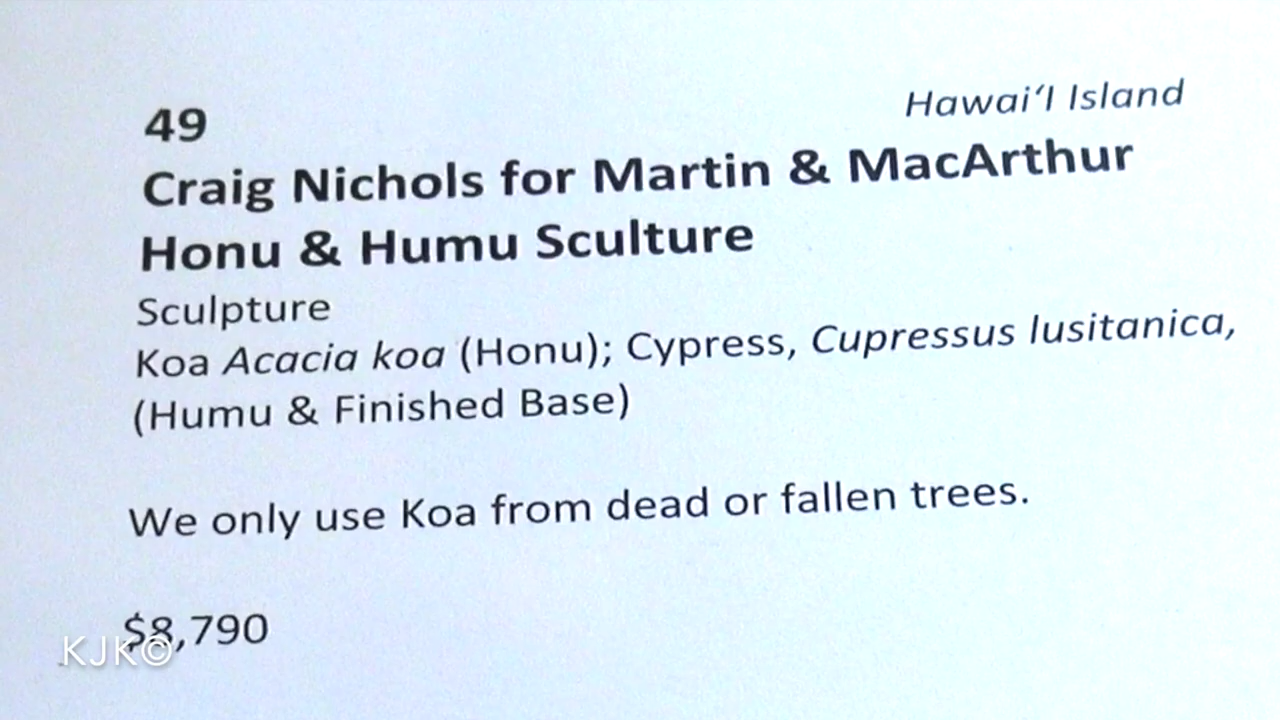 Hawai‘I Island
49
Craig Nichols for Martin & MacArthur
Honu & Humu Sculture
Sculpture
Koa Acacia koa (Honu); Cypress, Cupressus lusitanica,
(Humu & Finished Base)
We only use Koa from dead or fallen trees.
$8,790
KJK©